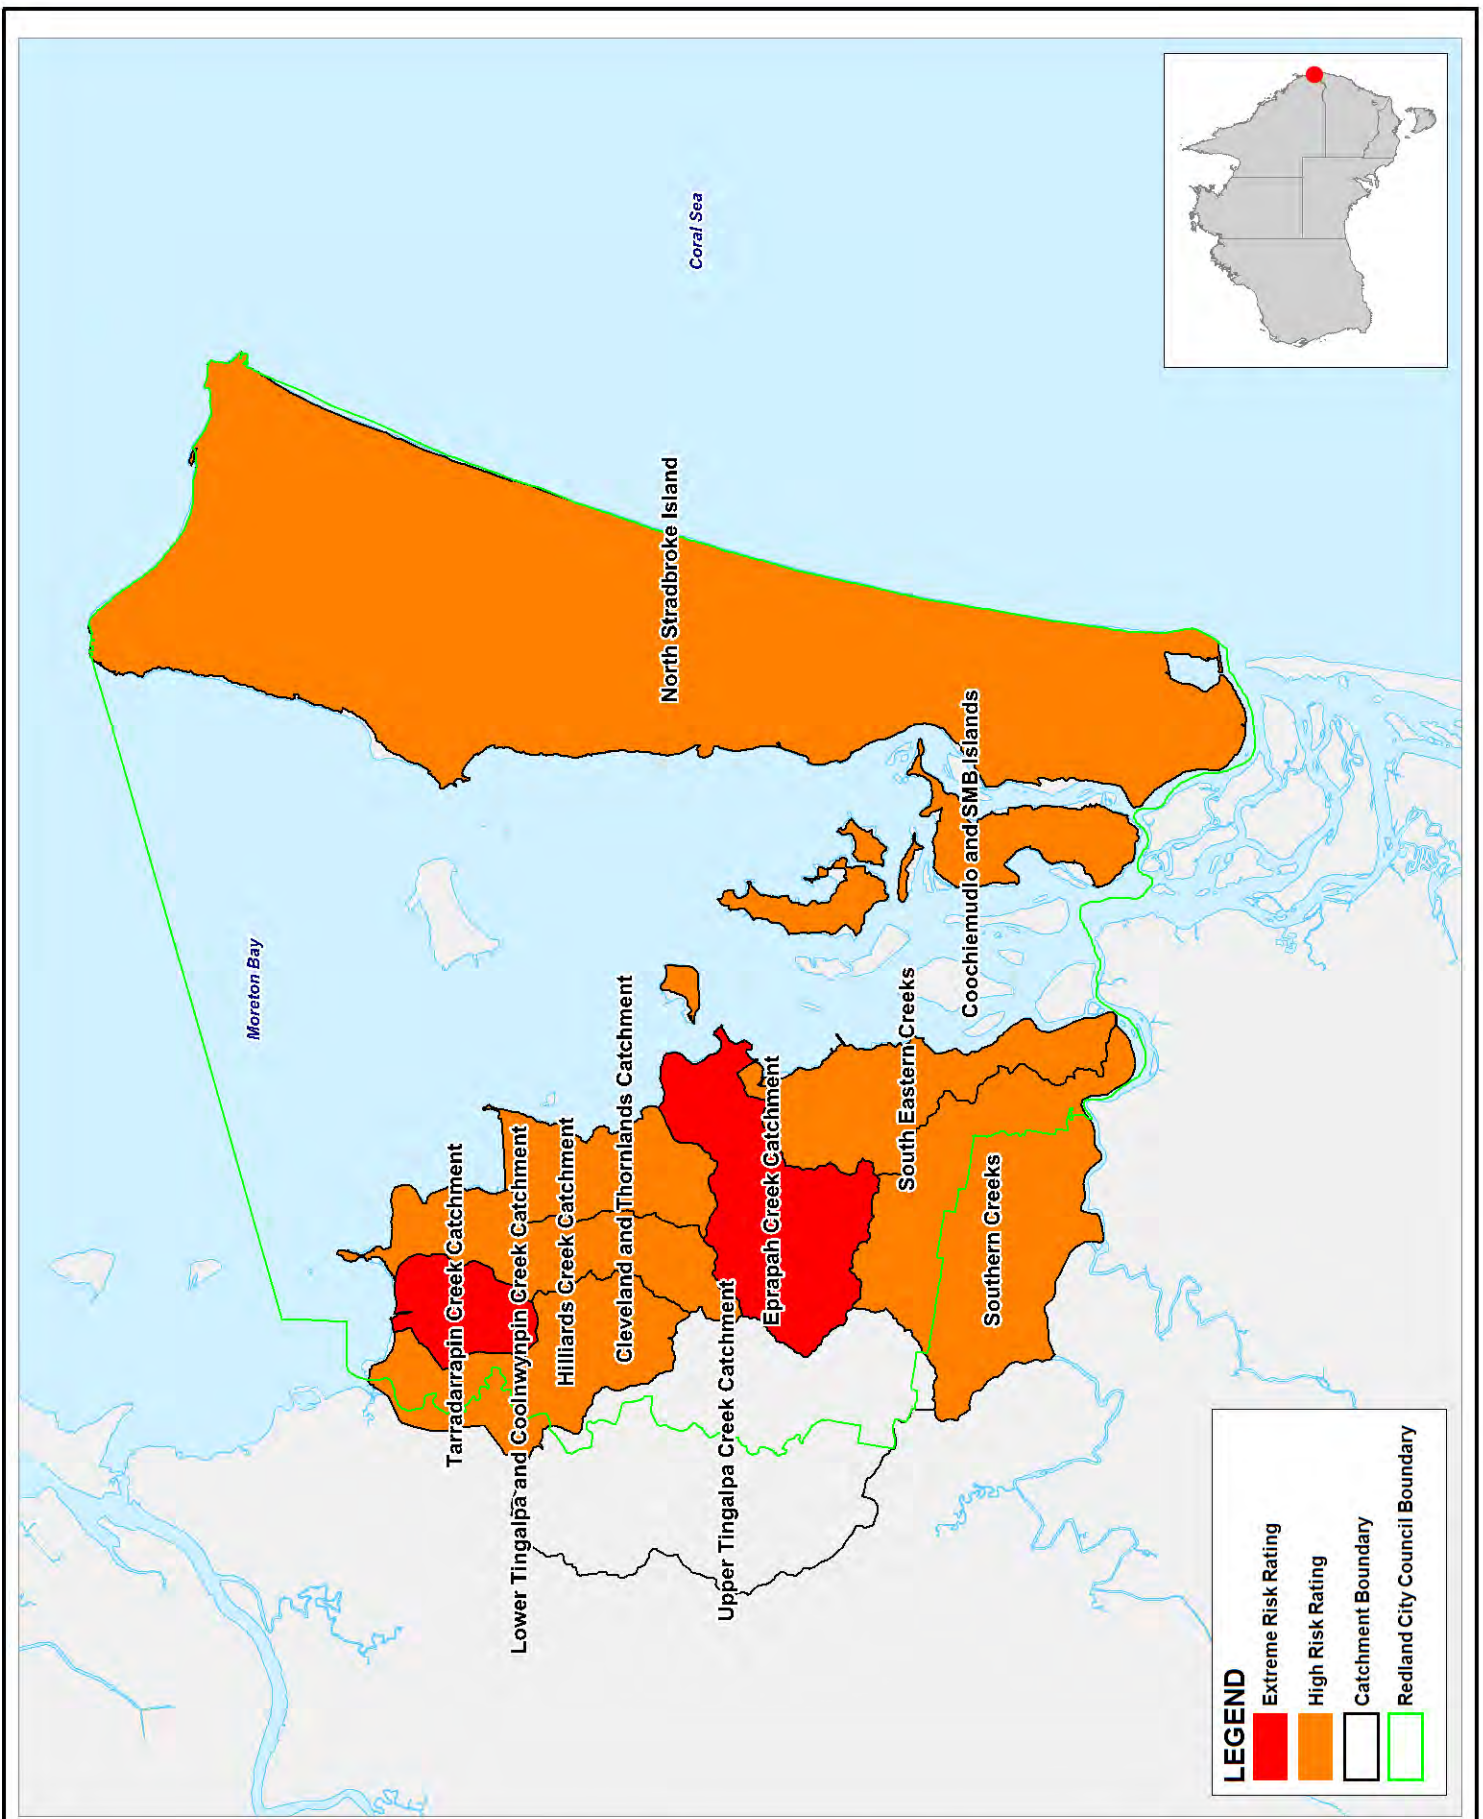 Coral Sea
Moreton Bay
North Stradbroke Island
Coochiemudlo and SMB Islands
Tarradarrapin Creek Catchment
Lower Tingalpa and Coolnwynpin Creek Catchment
Hilliards Creek Catchment
Cleveland and Thornlands Catchment
Upper Tingalpa Creek Catchment
Eprapah Creek Catchment
South Eastern Creeks
Southern Creeks
LEGEND
Extreme Risk Rating
High Risk Rating
Catchment Boundary
Redland City Council Boundary